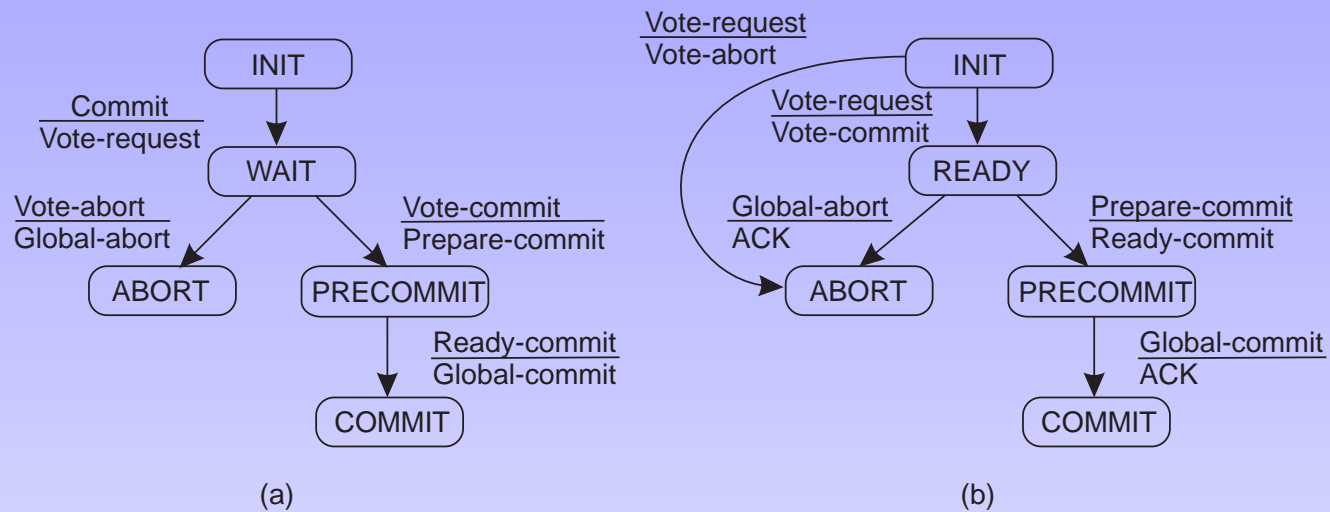 INIT
Commit
Vote-request
WAIT
Vote-abort
Global-abort
Vote-commit
Prepare-commit
ABORT
PRECOMMIT
Ready-commit
Global-commit
COMMIT
(a)
Vote-request
Vote-abort
INIT
Vote-request
Vote-commit
READY
Global-abort
ACK
Prepare-commit
Ready-commit
ABORT
PRECOMMIT
Global-commit
ACK
COMMIT
(b)